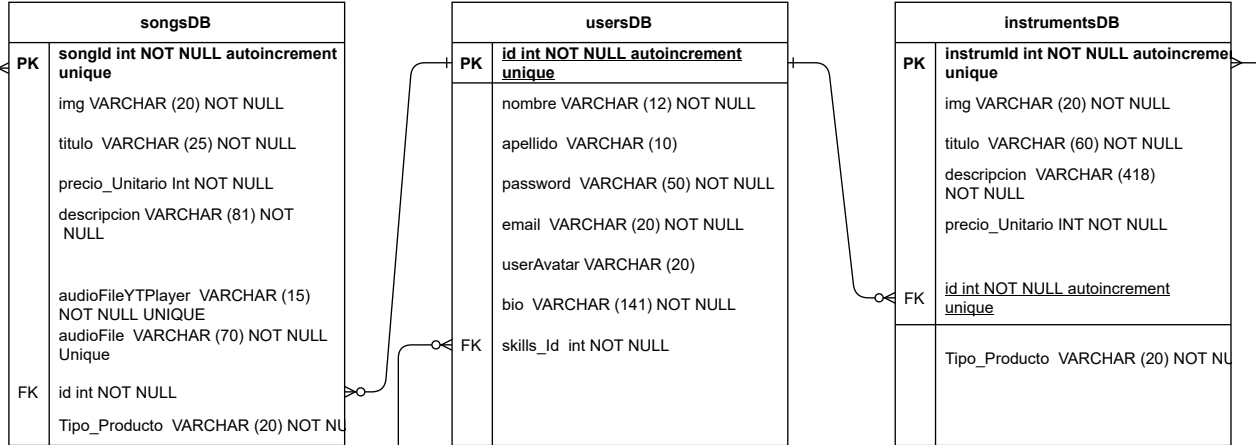 songsDB
PK
songId int NOT NULL autoincrement
unique
img VARCHAR (20) NOT NULL
titulo VARCHAR (25) NOT NULL
precio_Unitario Int NOT NULL
descripcion VARCHAR (81) NOT
NULL
audioFileYTPlayer VARCHAR (15)
NOT NULL UNIQUE
audioFile VARCHAR (70) NOT NULL
Unique
FK
id int NOT NULL
Tipo_Producto VARCHAR (20) NOT NU
usersDB
PK
id int NOT NULL autoincrement
unique
nombre VARCHAR (12) NOT NULL
apellido VARCHAR (10)
password VARCHAR (50) NOT NULL
email VARCHAR (20) NOT NULL
userAvatar VARCHAR (20)
bio VARCHAR (141) NOT NULL
FK
skills_Id int NOT NULL
instrumentsDB
PK
instrumId int NOT NULL autoincreme
unique
img VARCHAR (20) NOT NULL
titulo VARCHAR (60) NOT NULL
descripcion VARCHAR (418)
NOT NULL
precio_Unitario INT NOT NULL
FK
id int NOT NULL autoincrement
unique
Tipo_Producto VARCHAR (20) NOT NU